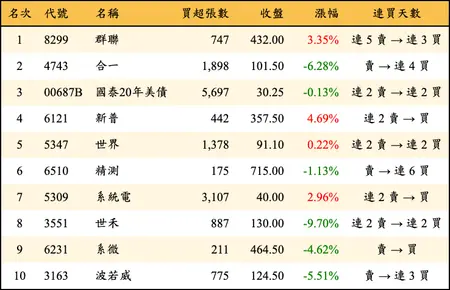 名次 代號 名稱 買超張數 收盤 漲幅 連買天數
1 8299 群聯 747 432.00 3.35% 連 5 賣 → 連 3 買
2 4743 合一 1,898 101.50 -6.28% 賣 → 連 4 買
3 00687B 國泰20年美債 5,697 30.25 -0.13% 連 2 賣 → 連 2 買
4 6121 新普 442 357.50 4.69% 連 2 賣 → 買
5 5347 世界 1,378 91.10 0.22% 連 2 賣 → 連 2 買
6 6510 精測 175 715.00 -1.13% 賣 → 連 6 買
7 5309 系統電 3,107 40.00 2.96% 連 2 賣 → 買
8 3551 世禾 887 130.00 -9.70% 連 2 賣 → 連 2 買
9 6231 系微 211 464.50 -4.62% 賣 → 買
10 3163 波若威 775 124.50 -5.51% 賣 → 連 3 買